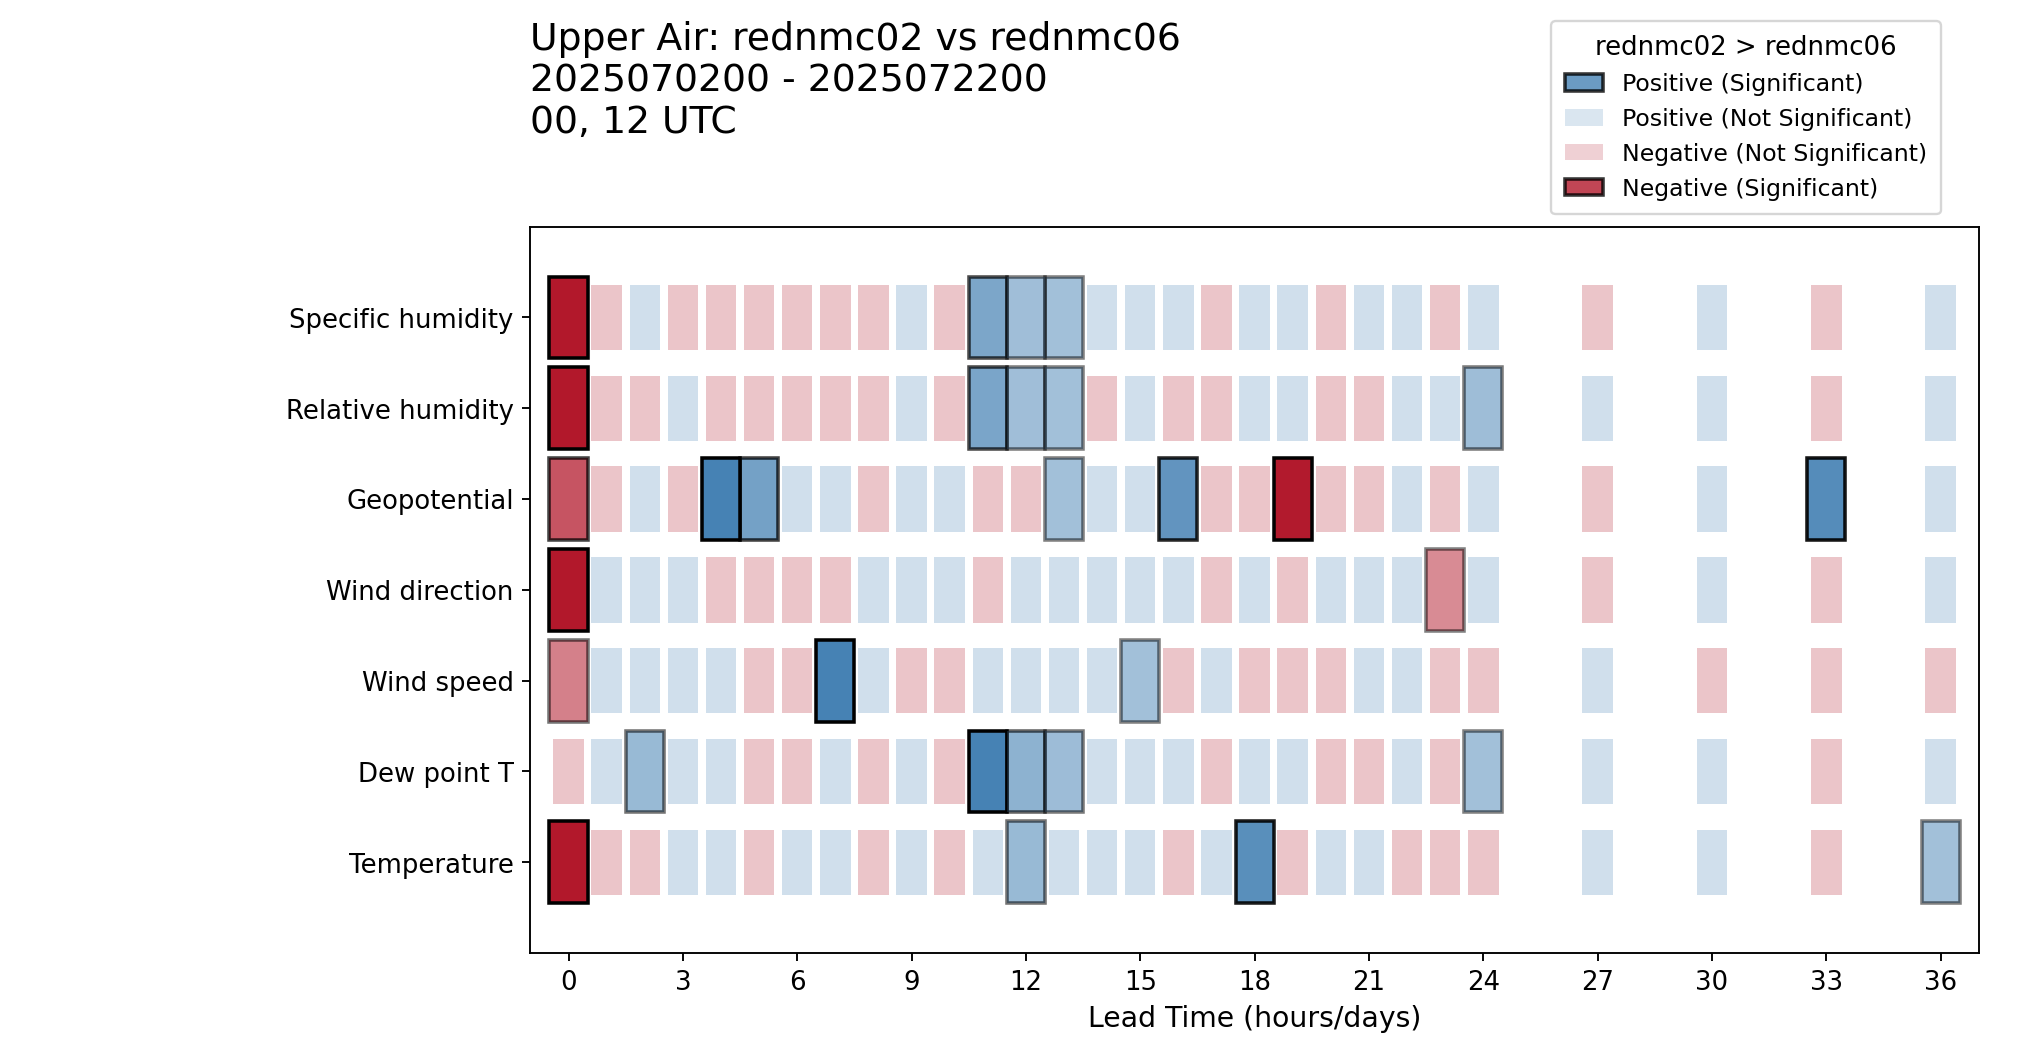 Upper Air: rednmc02 vs rednmc06
2025070200 - 2025072200
00, 12 UTC
rednmc02 > rednmc06
Positive (Significant)
Positive (Not Significant)
Negative (Not Significant)
Negative (Significant)
Specific humidity
Relative humidity
Geopotential
Wind direction
Wind speed
Dew point T
Temperature
0 3 6 9 12 15 18 21 24 27 30 33 36
Lead Time (hours/days)